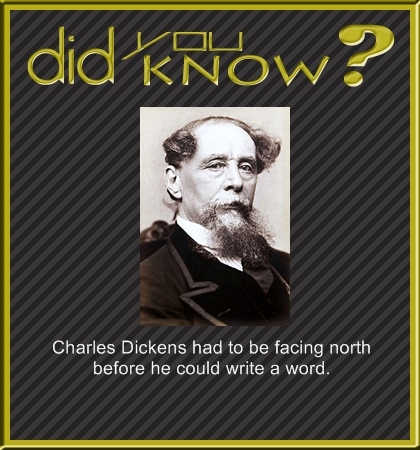 did YOU KNOW?
Charles Dickens had to be facing north
before he could write a word.